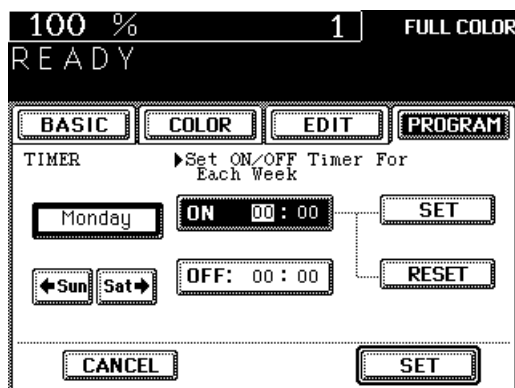 100 % 1 FULL COLOR
READY
BASIC COLOR EDIT PROGRAM
TIMER ▶Set ON/OFF Timer For
Each Week
Monday ON 00 : 00 SET
←Sun Sat→ OFF: 00 : 00 RESET
CANCEL SET